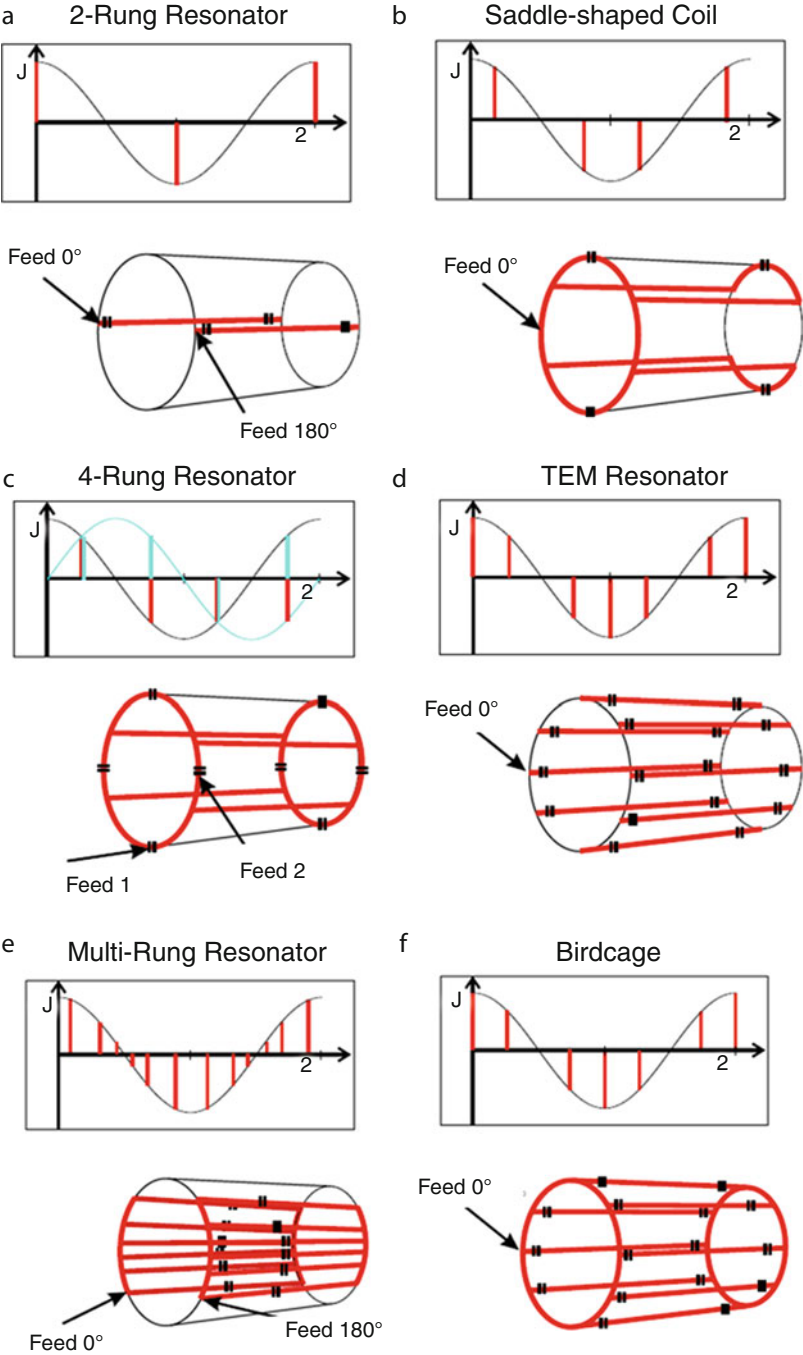 a
2-Rung Resonator
J
2
Feed 0°
Feed 180°
b
Saddle-shaped Coil
J
2
Feed 0°
c
4-Rung Resonator
J
2
Feed 1
Feed 2
d
TEM Resonator
J
2
Feed 0°
e
Multi-Rung Resonator
J
2
Feed 0°
Feed 180°
f
Birdcage
J
2
Feed 0°